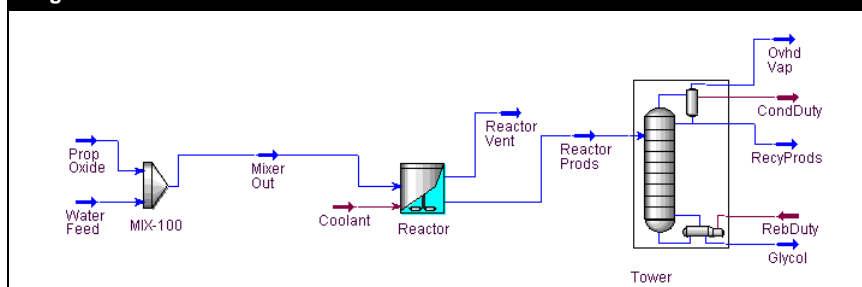 Ovhd
Vap
CondDuty
Reactor
Vent
Reactor
Prods
RecyProds
Prop
Oxide
Mixer
Out
Water
Feed
MIX-100
Coolant
Reactor
RebDuty
Glycol
Tower